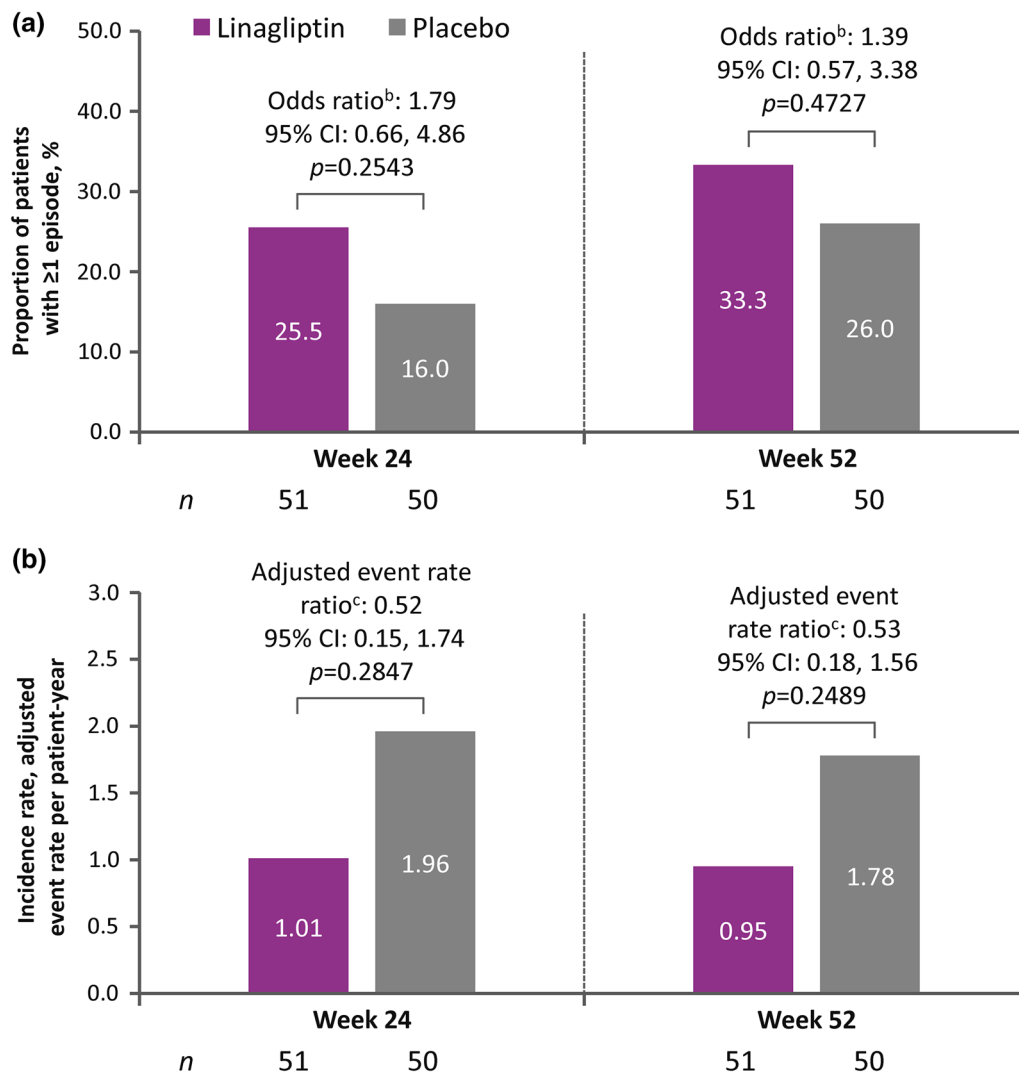 (a)
Linagliptin
Placebo
Proportion of patients
with ≥1 episode, %
50.0
40.0
30.0
20.0
10.0
0.0
Odds ratioᵇ: 1.79
95% CI: 0.66, 4.86
p=0.2543
25.5
16.0
Odds ratioᵇ: 1.39
95% CI: 0.57, 3.38
p=0.4727
33.3
26.0
Week 24
Week 52
n 51 50 51 50
(b)
Incidence rate, adjusted
event rate per patient-year
3.0
2.5
2.0
1.5
1.0
0.5
0.0
Adjusted event rate
ratioᶜ: 0.52
95% CI: 0.15, 1.74
p=0.2847
1.01
1.96
Adjusted event
rate ratioᶜ: 0.53
95% CI: 0.18, 1.56
p=0.2489
0.95
1.78
Week 24
Week 52
n 51 50 51 50